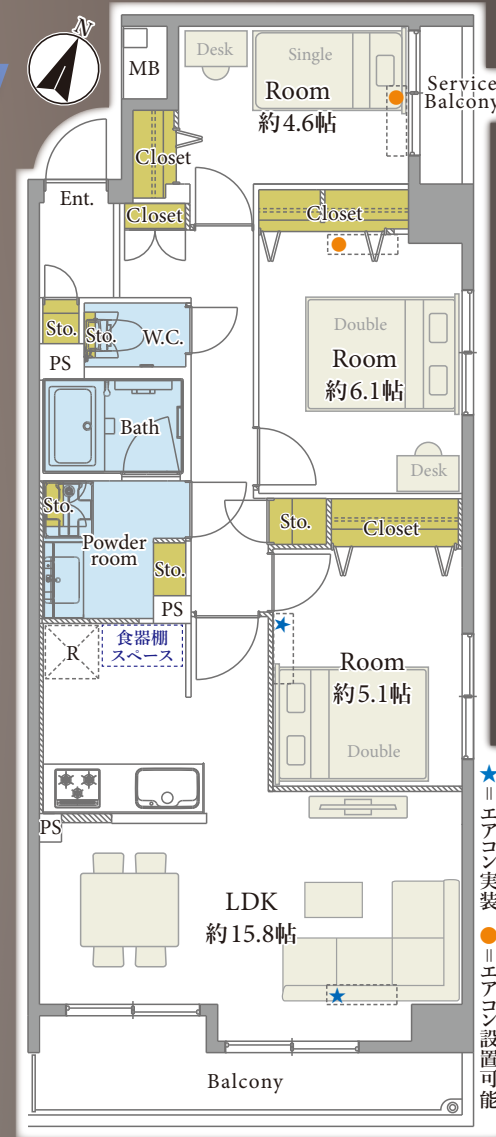 N
MB
Desk
Single
Room
約4.6帖
Service
Balcony
Closet
Ent.
Closet
Closet
Sto.
Sto.
W.C.
PS
Double
Room
約6.1帖
Bath
Desk
Sto.
Powder
room
Sto.
PS
Sto.
Closet
R
食器棚
スペース
Room
約5.1帖
Double
PS
LDK
約15.8帖
Balcony
★=エアコン実装
●=エアコン設置可能